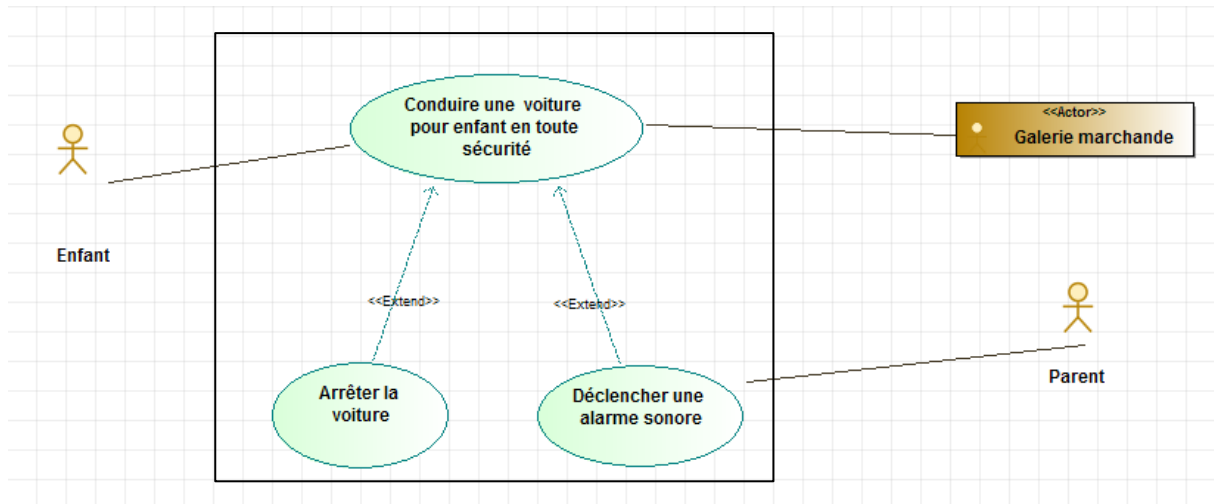 Conduire une voiture
pour enfant en toute
sécurité
<<Actor>>
Galerie marchande
Enfant
<<Extend>>
<<Extend>>
Parent
Arrêter la
voiture
Déclencher une
alarme sonore